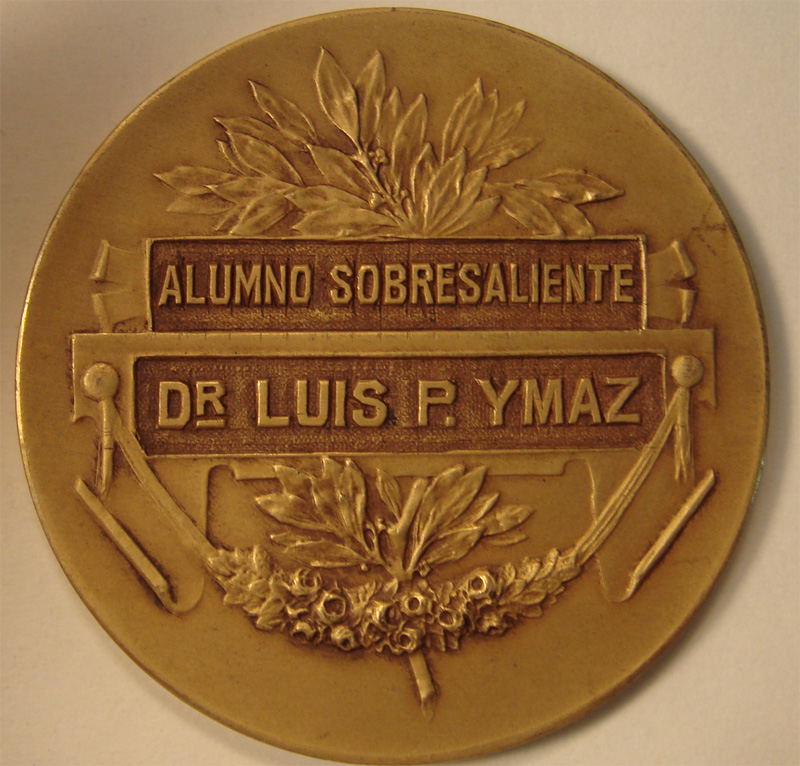 ALUMNO SOBRESALIENTE
DR LUIS P. YMAZ